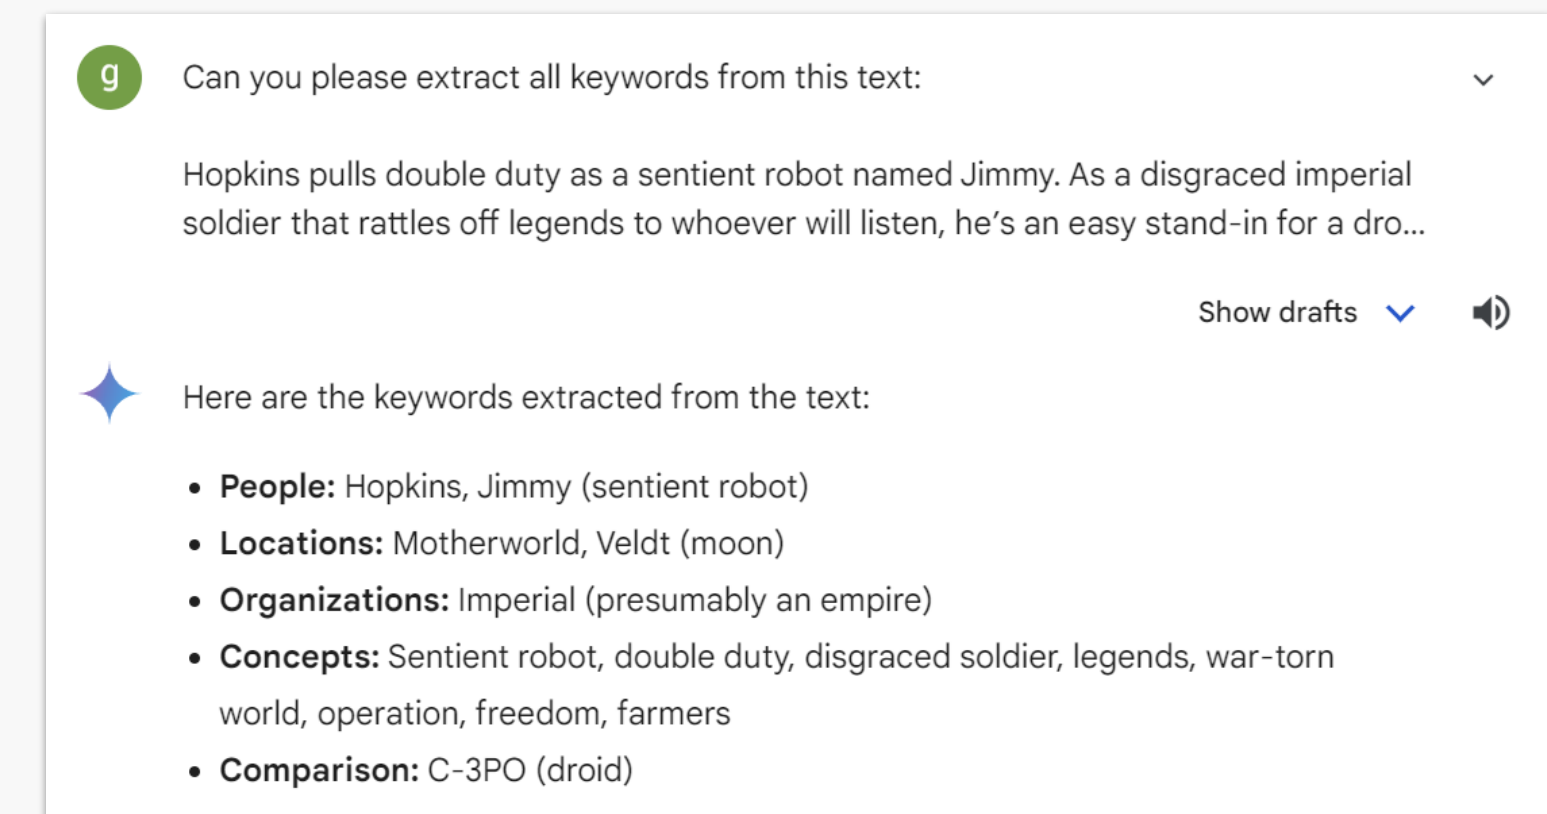 g
Can you please extract all keywords from this text:
Hopkins pulls double duty as a sentient robot named Jimmy. As a disgraced imperial
soldier that rattles off legends to whoever will listen, he’s an easy stand-in for a dro...
Show drafts
Here are the keywords extracted from the text:
• People: Hopkins, Jimmy (sentient robot)
• Locations: Motherworld, Veldt (moon)
• Organizations: Imperial (presumably an empire)
• Concepts: Sentient robot, double duty, disgraced soldier, legends, war-torn
world, operation, freedom, farmers
• Comparison: C-3PO (droid)